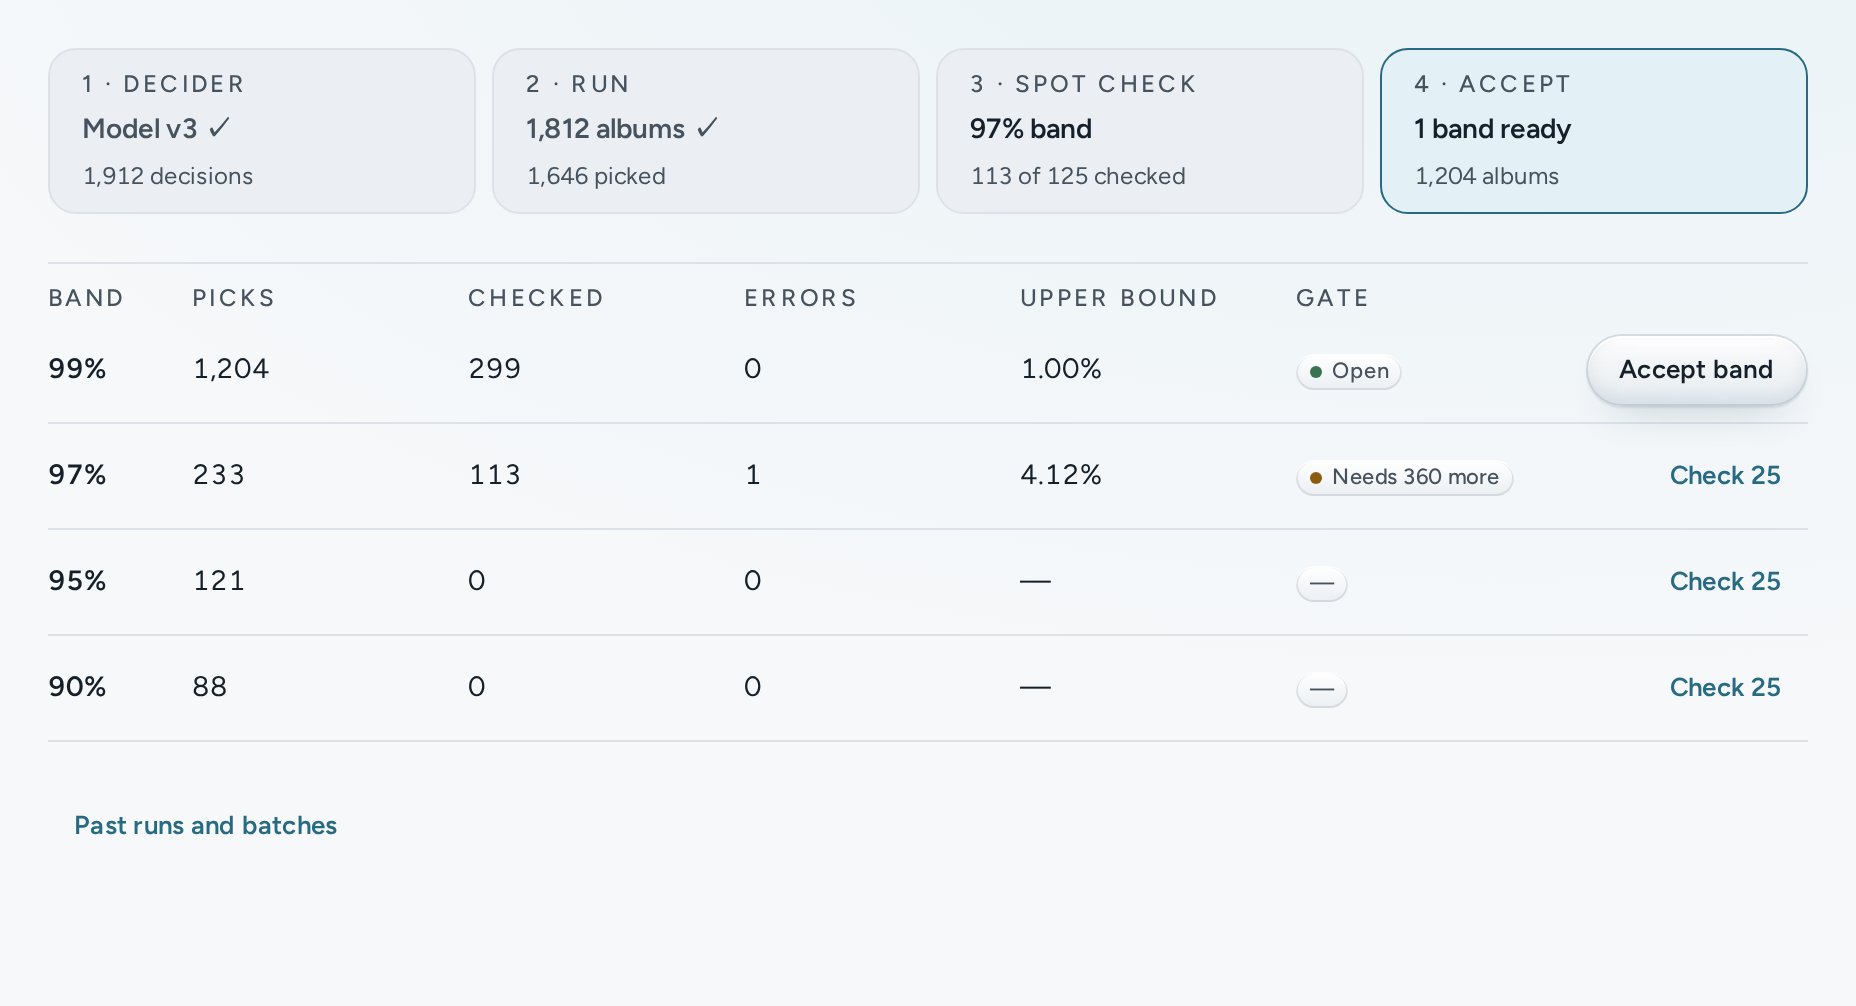 1 · DECIDER
Model v3 ✓
1,912 decisions
2 · RUN
1,812 albums ✓
1,646 picked
3 · SPOT CHECK
97% band
113 of 125 checked
4 · ACCEPT
1 band ready
1,204 albums
BAND PICKS CHECKED ERRORS UPPER BOUND GATE
99% 1,204 299 0 1.00% Open Accept band
97% 233 113 1 4.12% Needs 360 more Check 25
95% 121 0 0 — — Check 25
90% 88 0 0 — — Check 25
Past runs and batches